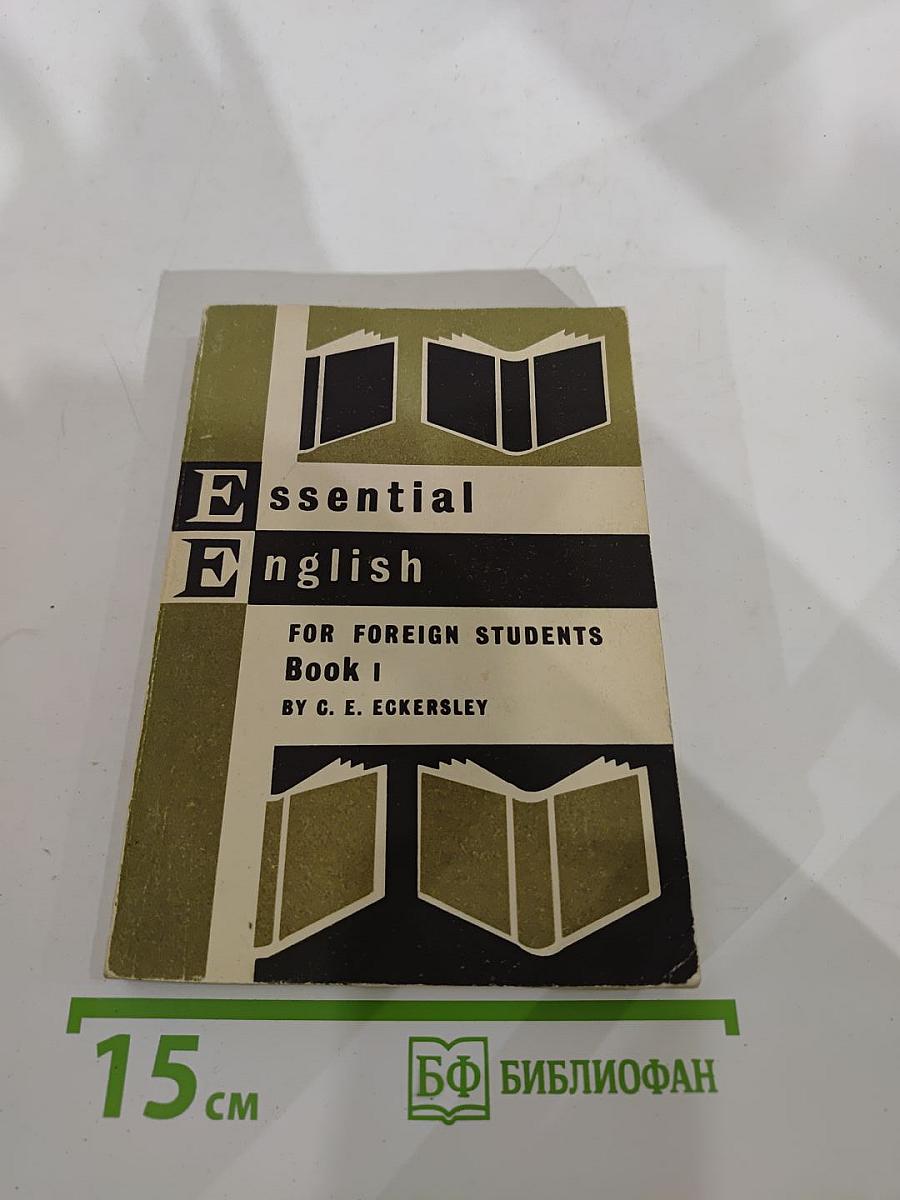 Essential
English
FOR FOREIGN STUDENTS
Book I
BY C. E. ECKERSLEY
15 см
БФ БИБЛИОФАН